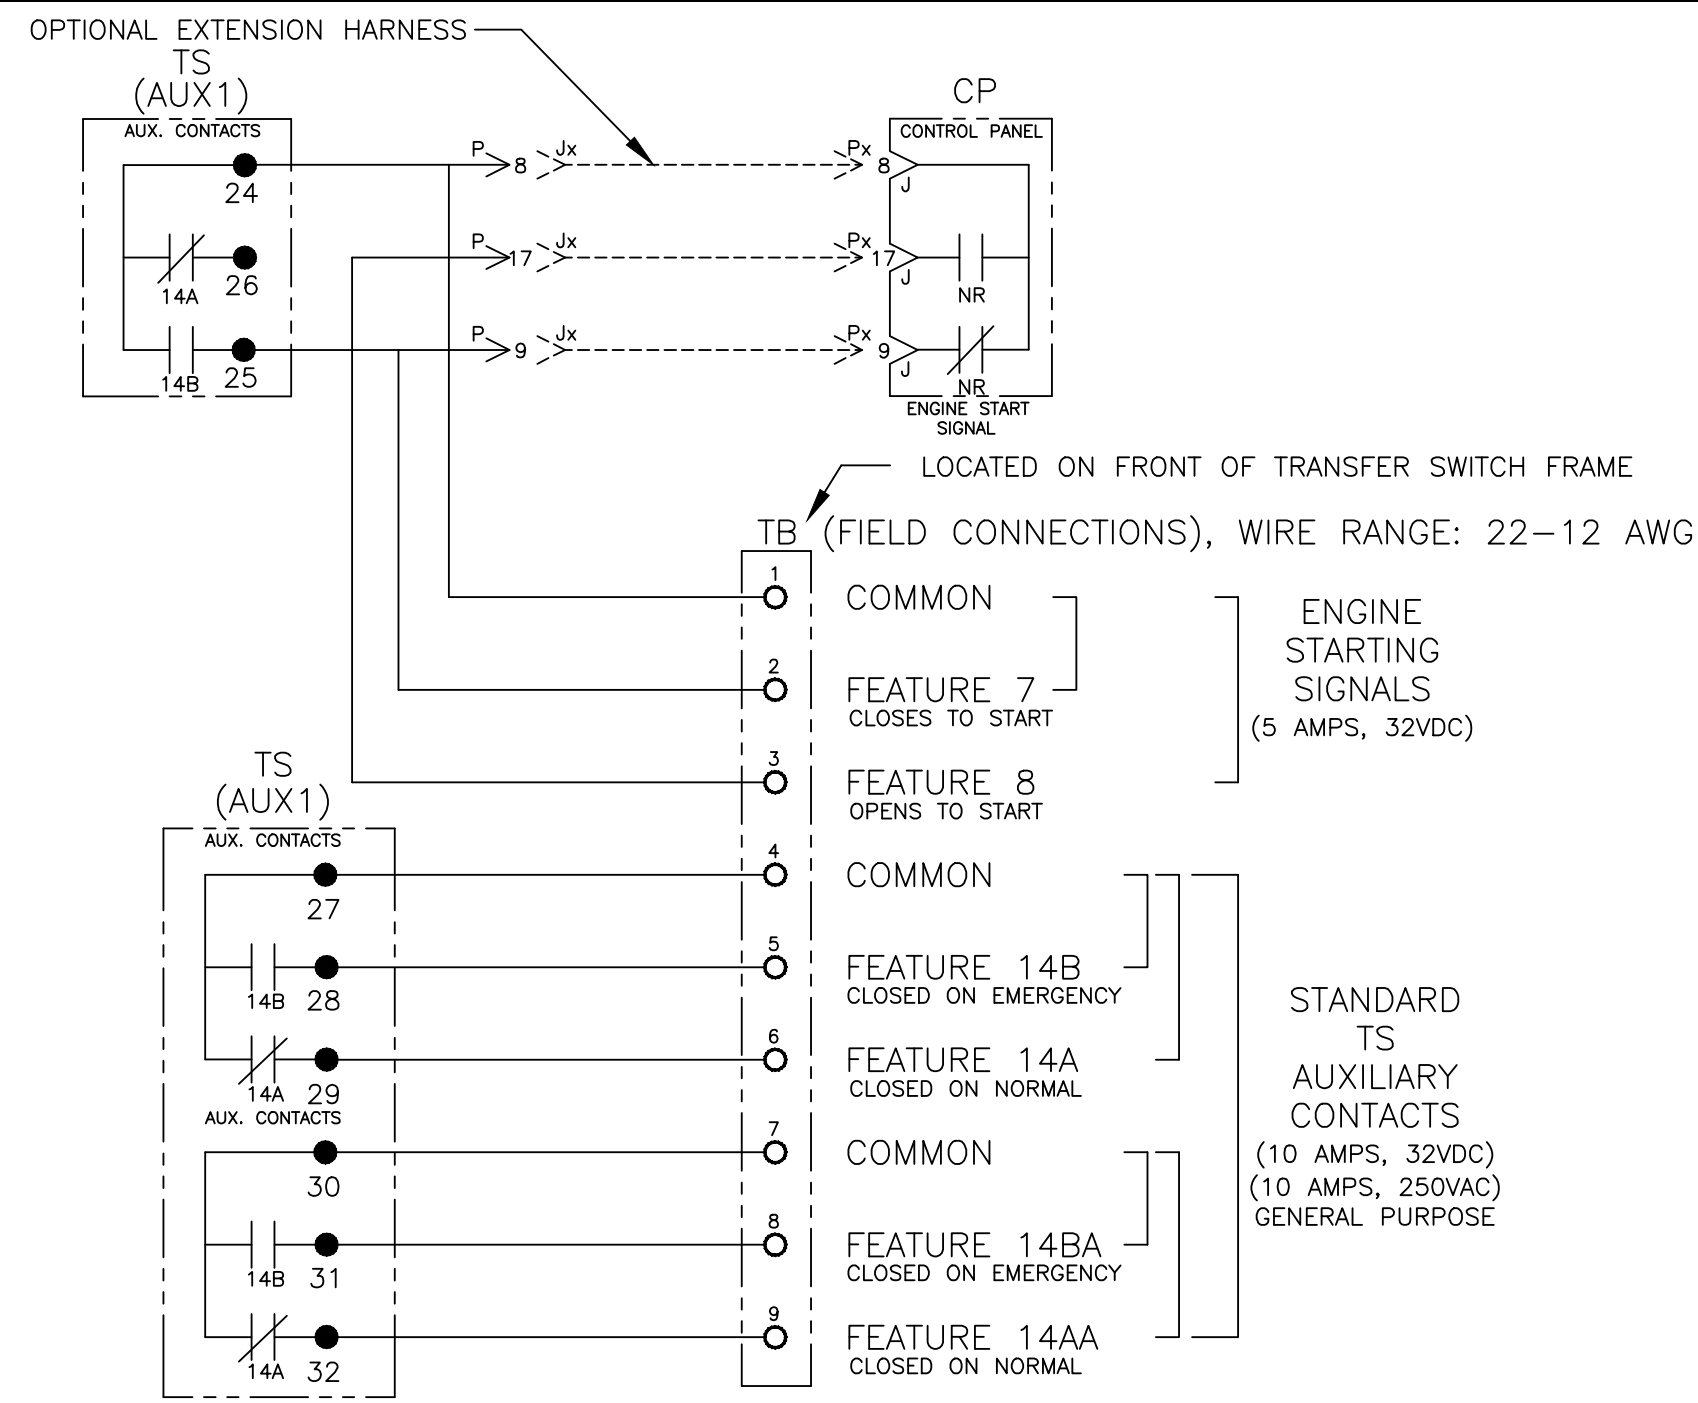 OPTIONAL EXTENSION HARNESS
TS
(AUX1)
AUX. CONTACTS
24
26
14A
14B
25
P
8
Jx
Px
8
J
P
17
Jx
Px
17
J
P
9
Jx
Px
9
J
CP
CONTROL PANEL
NR
NR
ENGINE START
SIGNAL
LOCATED ON FRONT OF TRANSFER SWITCH FRAME
TB (FIELD CONNECTIONS), WIRE RANGE: 22-12 AWG
1
COMMON
2
FEATURE 7
CLOSES TO START
3
FEATURE 8
OPENS TO START
ENGINE
STARTING
SIGNALS
(5 AMPS, 32VDC)
TS
(AUX1)
AUX. CONTACTS
27
14B
28
14A
29
AUX. CONTACTS
30
14B
31
14A
32
4
COMMON
5
FEATURE 14B
CLOSED ON EMERGENCY
6
FEATURE 14A
CLOSED ON NORMAL
7
COMMON
8
FEATURE 14BA
CLOSED ON EMERGENCY
9
FEATURE 14AA
CLOSED ON NORMAL
STANDARD
TS
AUXILIARY
CONTACTS
(10 AMPS, 32VDC)
(10 AMPS, 250VAC)
GENERAL PURPOSE